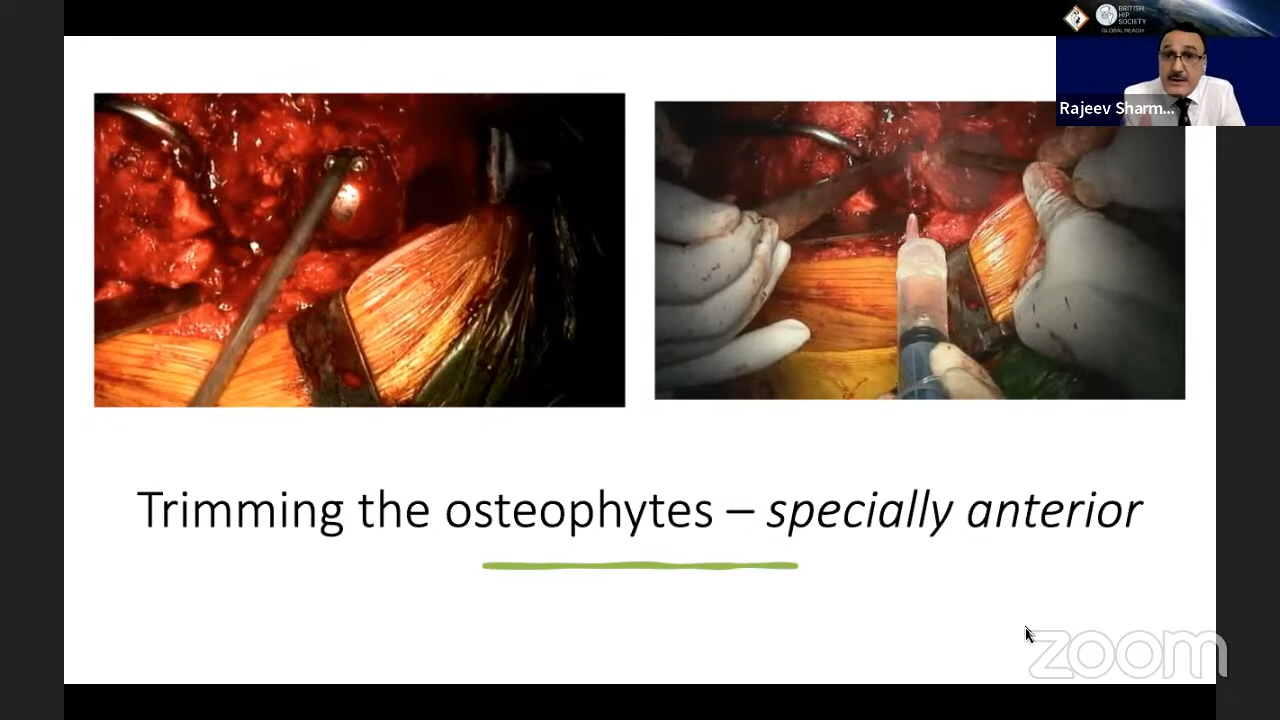 BRITISH
HIP
SOCIETY
GLOBAL REACH
Rajeev Sharm...
Trimming the osteophytes – specially anterior
zoom